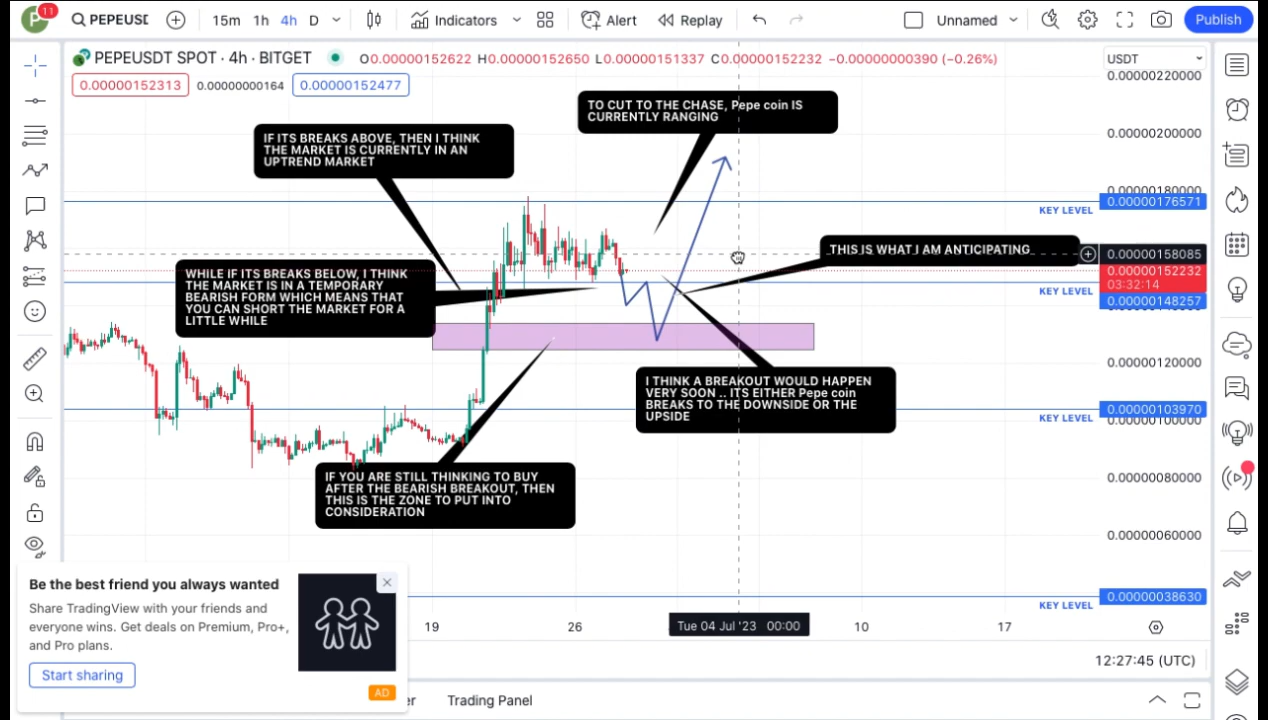 P
11
PEPEUSD
15m 1h 4h D
Indicators
Alert
Replay
Unnamed
Publish
PEPEUSDT SPOT · 4h · BITGET
O0.00000152622 H0.00000152650 L0.00000151337 C0.00000152232 −0.00000000390 (−0.26%)
0.00000152313
0.00000000164
0.00000152477
USDT
0.00000220000
0.00000200000
0.00000180000
0.00000176571
KEY LEVEL
0.00000158085
0.00000152232
03:32:14
KEY LEVEL
0.00000148257
0.00000120000
0.00000103970
KEY LEVEL
0.00000100000
0.00000080000
0.00000060000
0.00000038630
KEY LEVEL
TO CUT TO THE CHASE, Pepe coin IS
CURRENTLY RANGING
IF ITS BREAKS ABOVE, THEN I THINK
THE MARKET IS CURRENTLY IN AN
UPTREND MARKET
THIS IS WHAT I AM ANTICIPATING
WHILE IF ITS BREAKS BELOW, I THINK
THE MARKET IS IN A TEMPORARY
BEARISH FORM WHICH MEANS THAT
YOU CAN SHORT THE MARKET FOR A
LITTLE WHILE
I THINK A BREAKOUT WOULD HAPPEN
VERY SOON .. ITS EITHER Pepe coin
BREAKS TO THE DOWNSIDE OR THE
UPSIDE
IF YOU ARE STILL THINKING TO BUY
AFTER THE BEARISH BREAKOUT, THEN
THIS IS THE ZONE TO PUT INTO
CONSIDERATION
Be the best friend you always wanted
Share TradingView with your friends and
everyone wins. Get deals on Premium, Pro+,
and Pro plans.
Start sharing
AD
19
26
Tue 04 Jul '23 00:00
10
17
12:27:45 (UTC)
Trading Panel